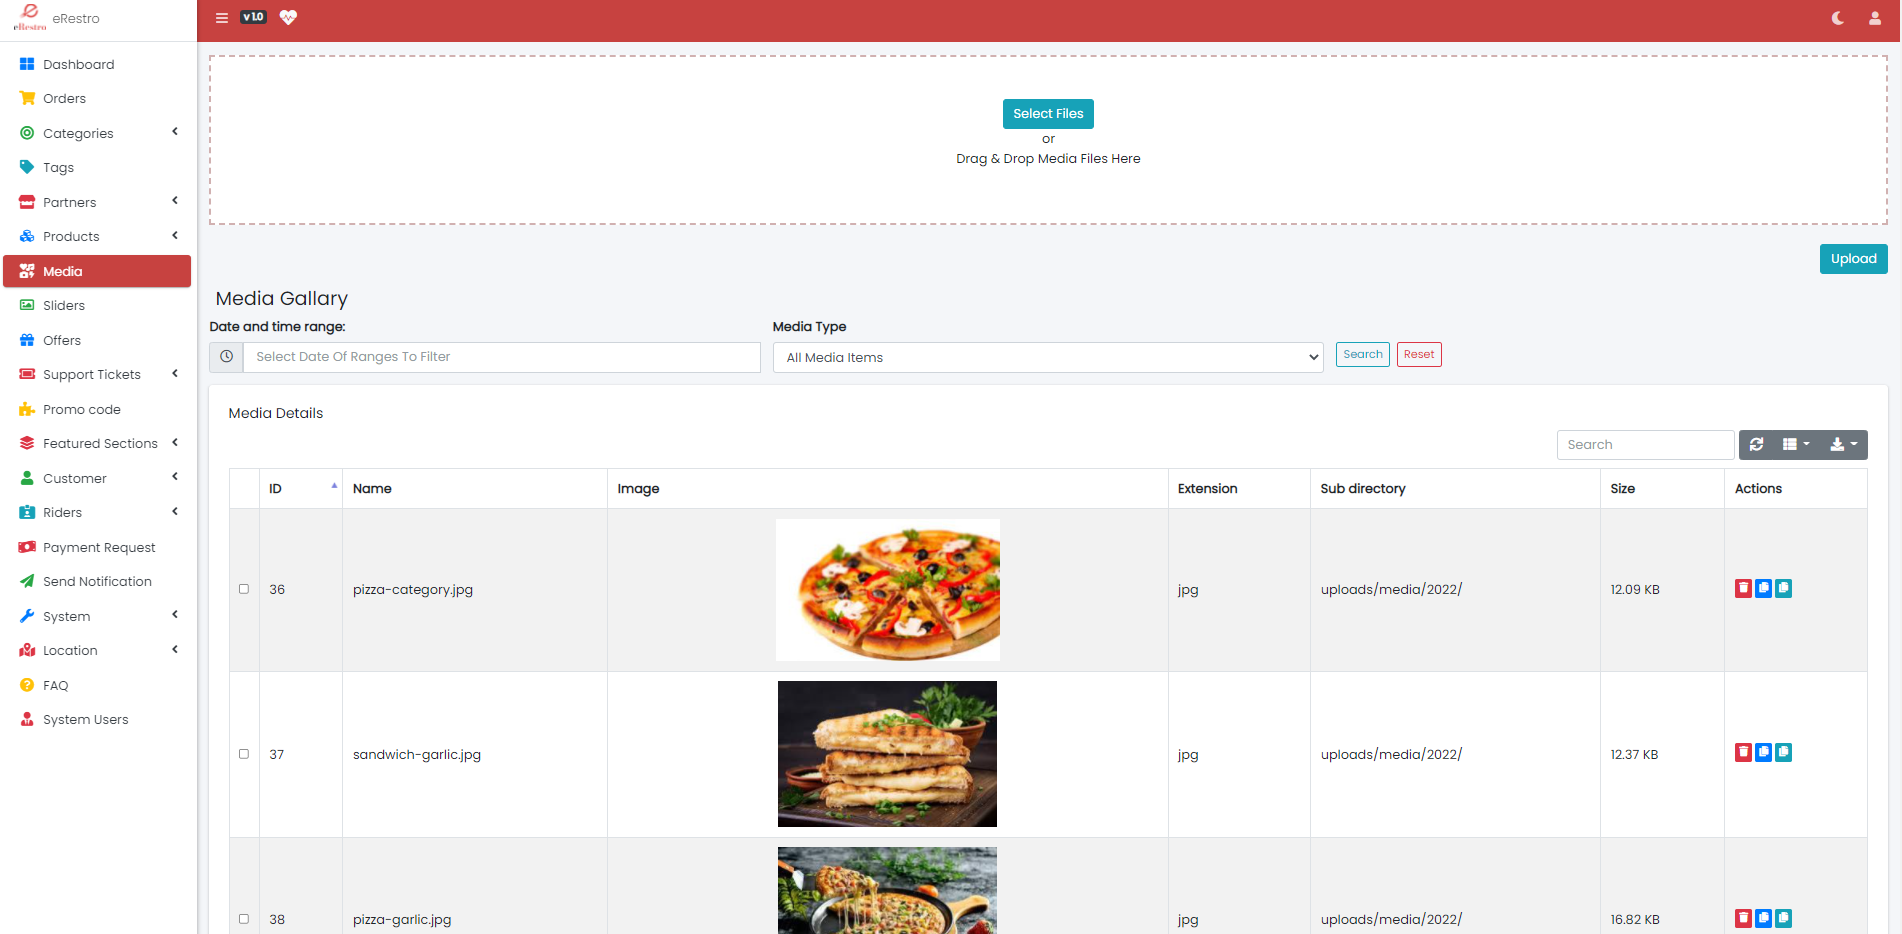 eRestro
eRestro
v 1.0
Dashboard
Orders
Categories
Tags
Partners
Products
Media
Sliders
Offers
Support Tickets
Promo code
Featured Sections
Customer
Riders
Payment Request
Send Notification
System
Location
FAQ
System Users
Select Files
or
Drag & Drop Media Files Here
Upload
Media Gallary
Date and time range:
Select Date Of Ranges To Filter
Media Type
All Media Items
Search
Reset
Media Details
Search
ID Name Image Extension Sub directory Size Actions
36 pizza-category.jpg jpg uploads/media/2022/ 12.09 KB
37 sandwich-garlic.jpg jpg uploads/media/2022/ 12.37 KB
38 pizza-garlic.jpg jpg uploads/media/2022/ 16.82 KB